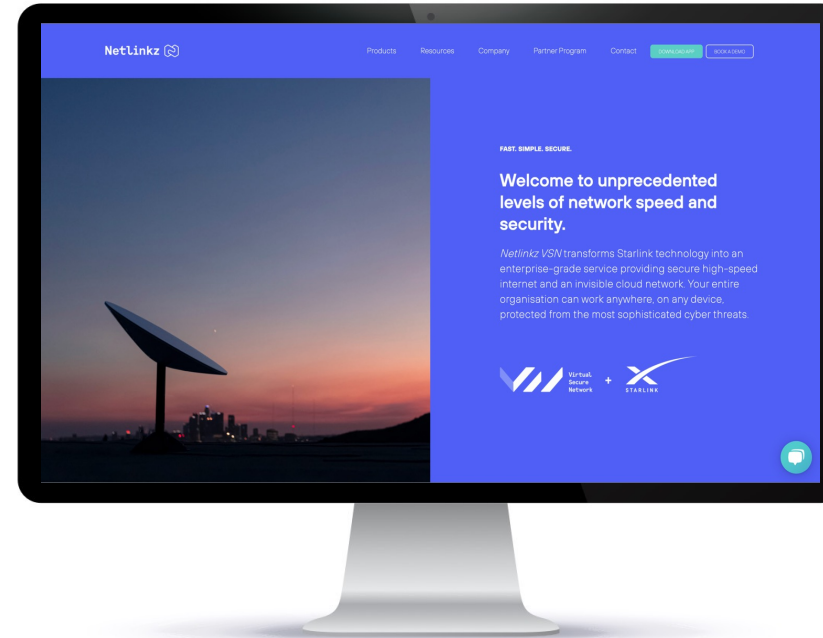 Netlinkz
Products Resources Company Partner Program Contact DOWNLOAD APP BOOK A DEMO
FAST. SIMPLE. SECURE.
Welcome to unprecedented
levels of network speed and
security.
Netlinkz VSN transforms Starlink technology into an
enterprise-grade service providing secure high-speed
internet and an invisible cloud network. Your entire
organisation can work anywhere, on any device,
protected from the most sophisticated cyber threats.
Virtual
Secure
Network
+
STARLINK